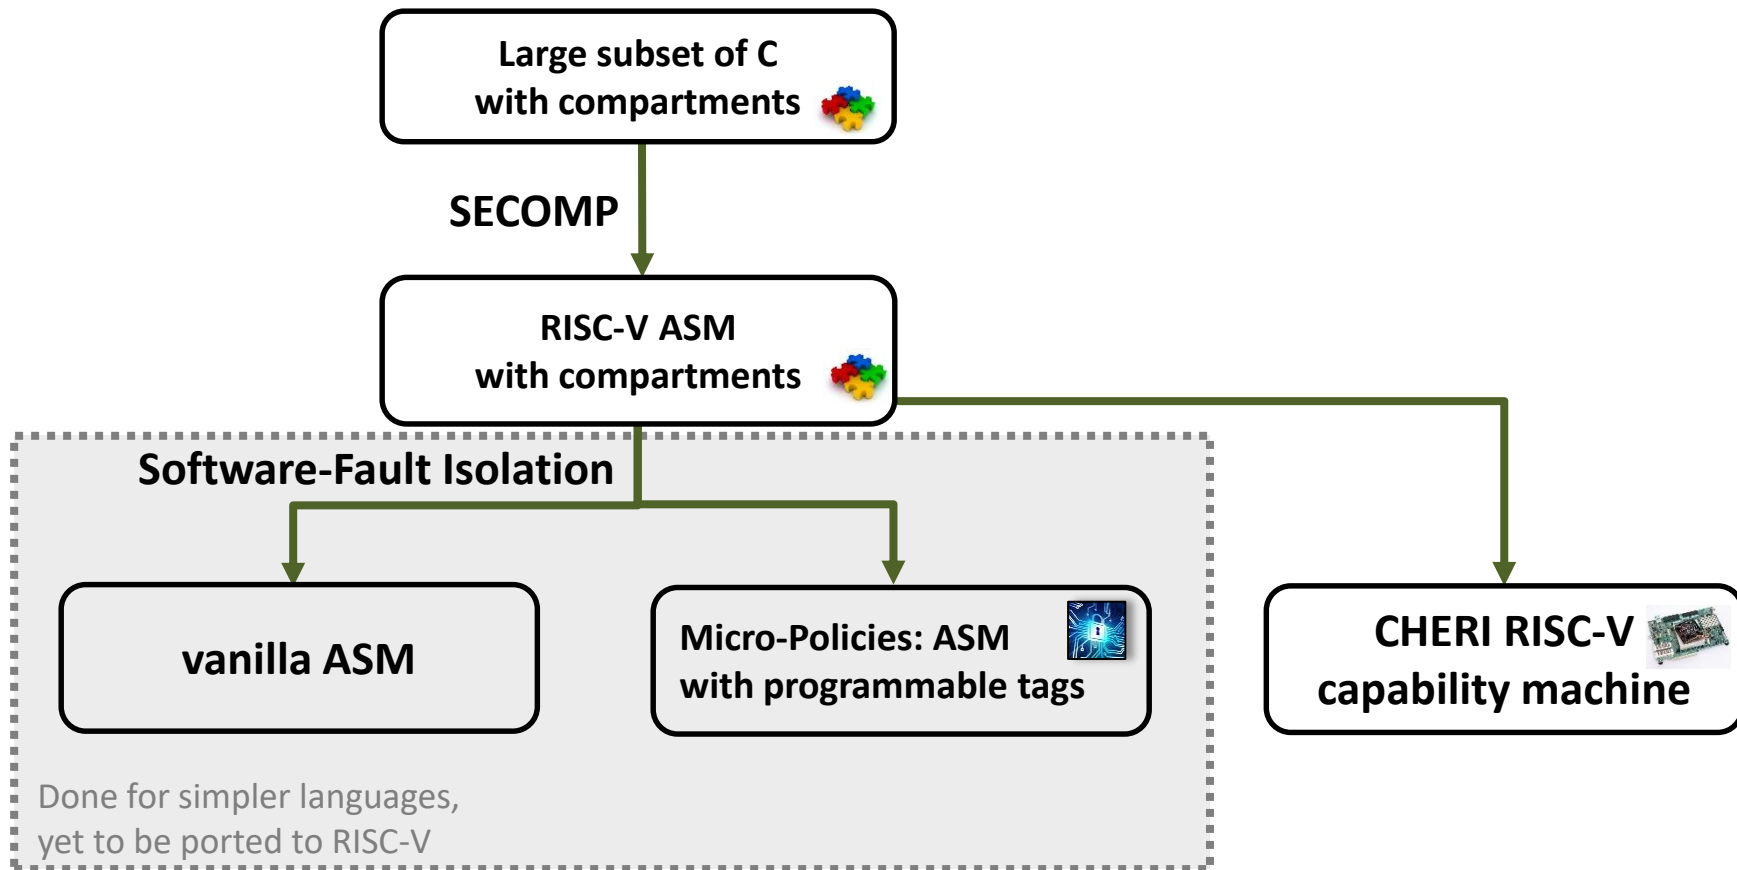 Large subset of C
with compartments
SECOMP
RISC-V ASM
with compartments
Software-Fault Isolation
vanilla ASM
Micro-Policies: ASM
with programmable tags
CHERI RISC-V
capability machine
Done for simpler languages,
yet to be ported to RISC-V